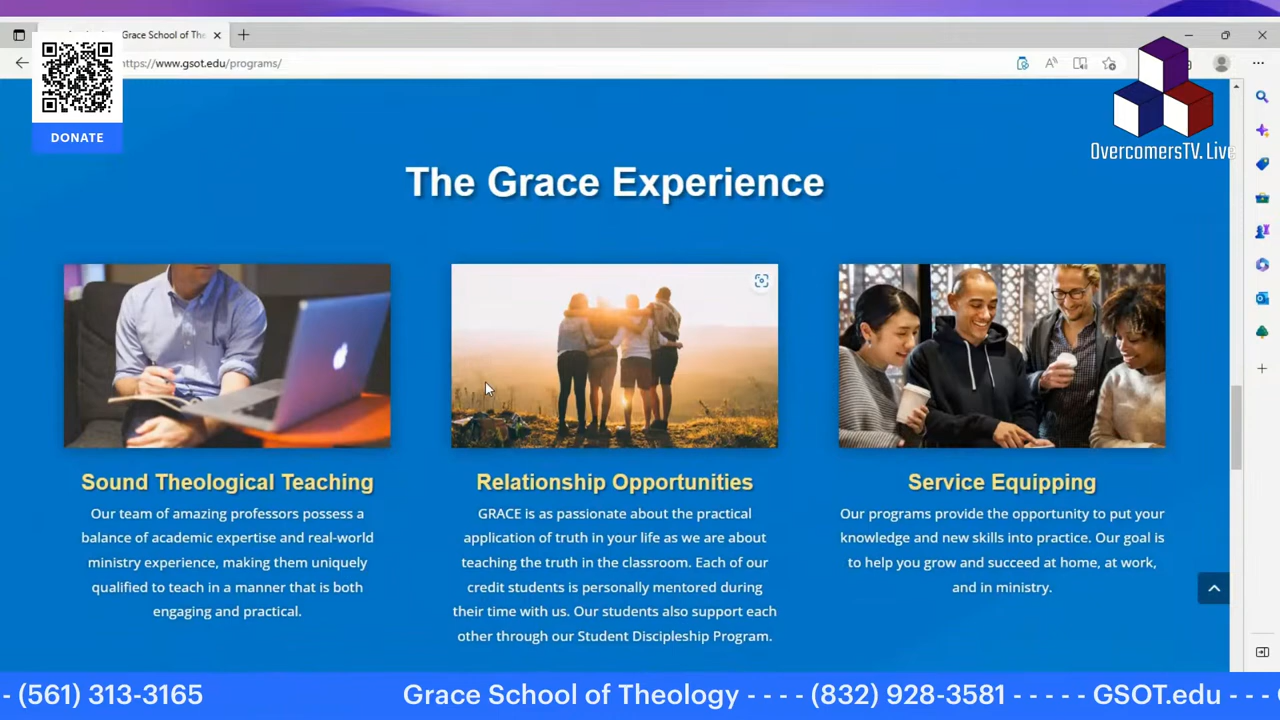 Grace School of The
https://www.gsot.edu/programs/
DONATE
OvercomersTV.Live
The Grace Experience
Sound Theological Teaching
Our team of amazing professors possess a
balance of academic expertise and real-world
ministry experience, making them uniquely
qualified to teach in a manner that is both
engaging and practical.
Relationship Opportunities
GRACE is as passionate about the practical
application of truth in your life as we are about
teaching the truth in the classroom. Each of our
credit students is personally mentored during
their time with us. Our students also support each
other through our Student Discipleship Program.
Service Equipping
Our programs provide the opportunity to put your
knowledge and new skills into practice. Our goal is
to help you grow and succeed at home, at work,
and in ministry.
- (561) 313-3165 Grace School of Theology - - - - (832) 928-3581 - - - - - GSOT.edu - - -